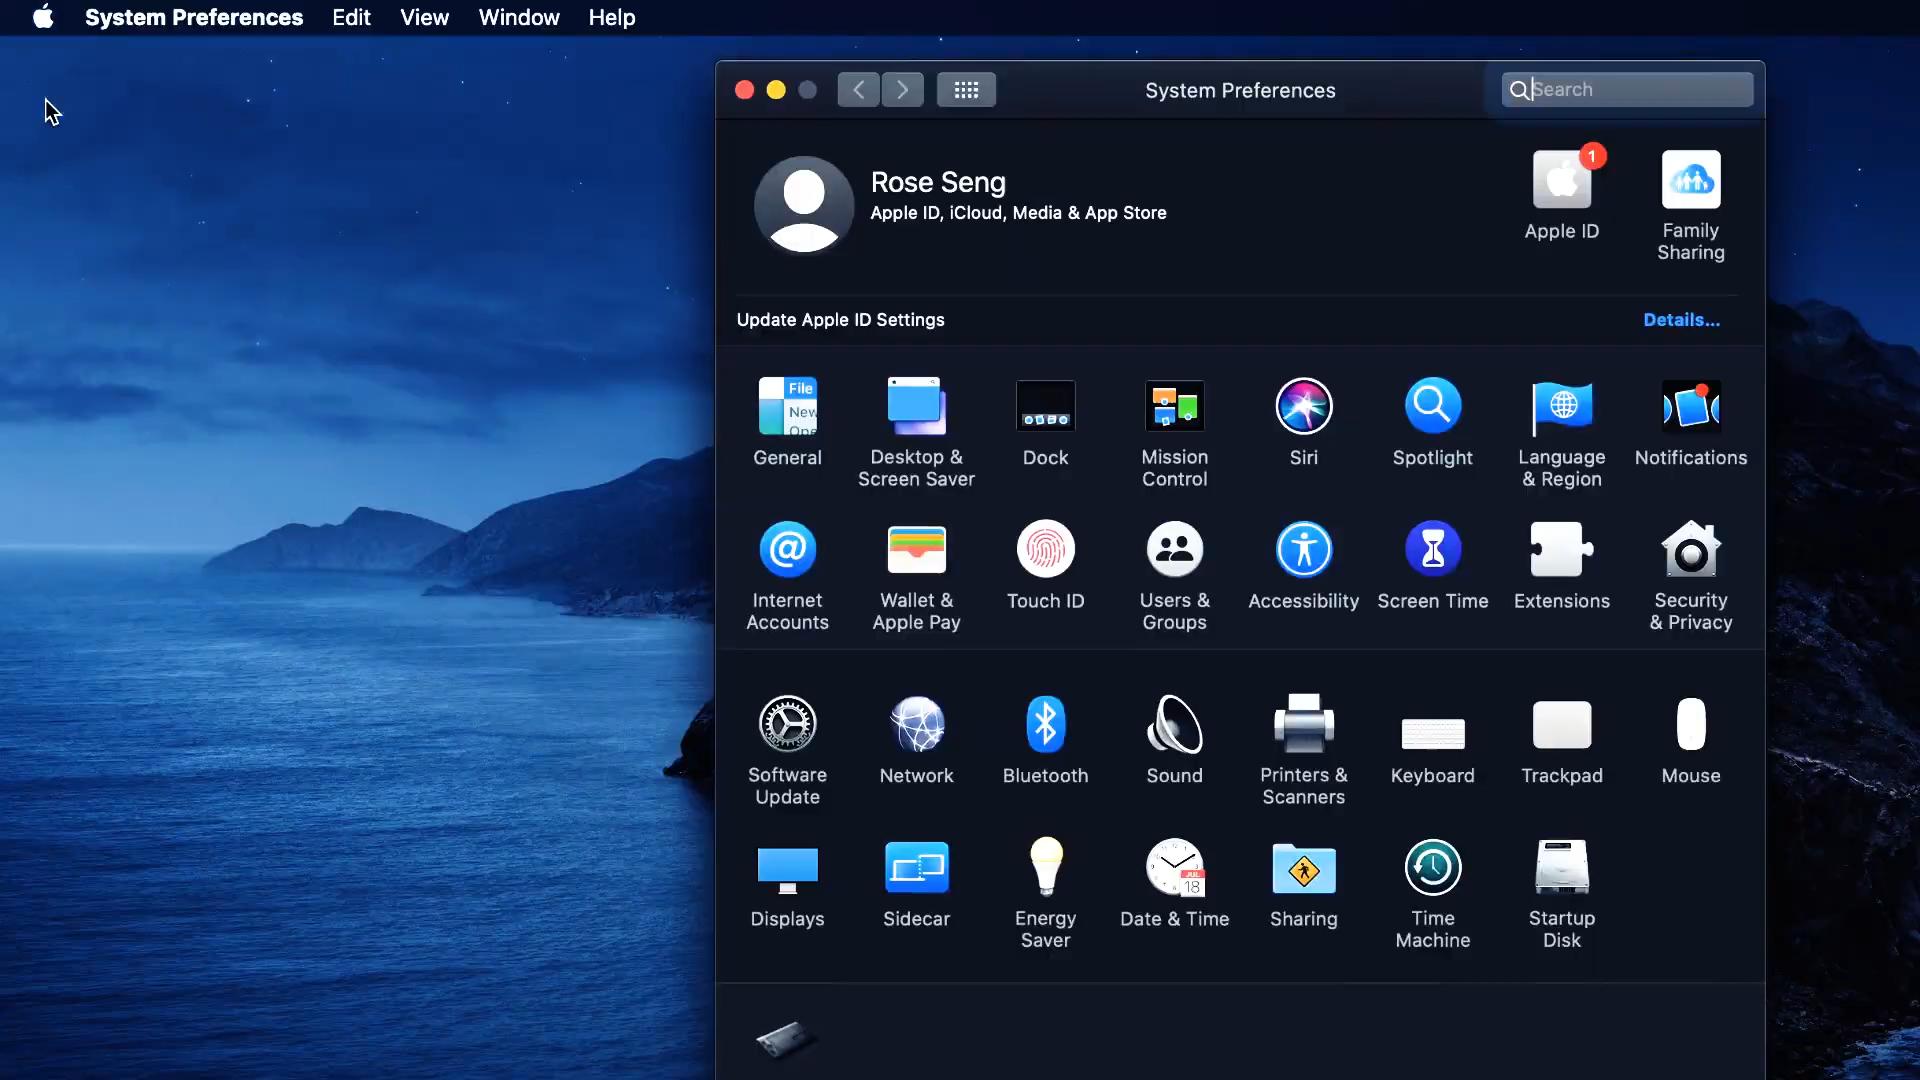 System Preferences Edit View Window Help
System Preferences
Search
Rose Seng
Apple ID, iCloud, Media & App Store
1
Apple ID
Family
Sharing
Update Apple ID Settings
Details...
File
New
Ope
General
Desktop &
Screen Saver
Dock
Mission
Control
Siri
Spotlight
Language
& Region
Notifications
@
Internet
Accounts
Wallet &
Apple Pay
Touch ID
Users &
Groups
Accessibility
Screen Time
Extensions
Security
& Privacy
Software
Update
Network
Bluetooth
Sound
Printers &
Scanners
Keyboard
Trackpad
Mouse
Displays
Sidecar
Energy
Saver
JUL
18
Date & Time
Sharing
Time
Machine
Startup
Disk